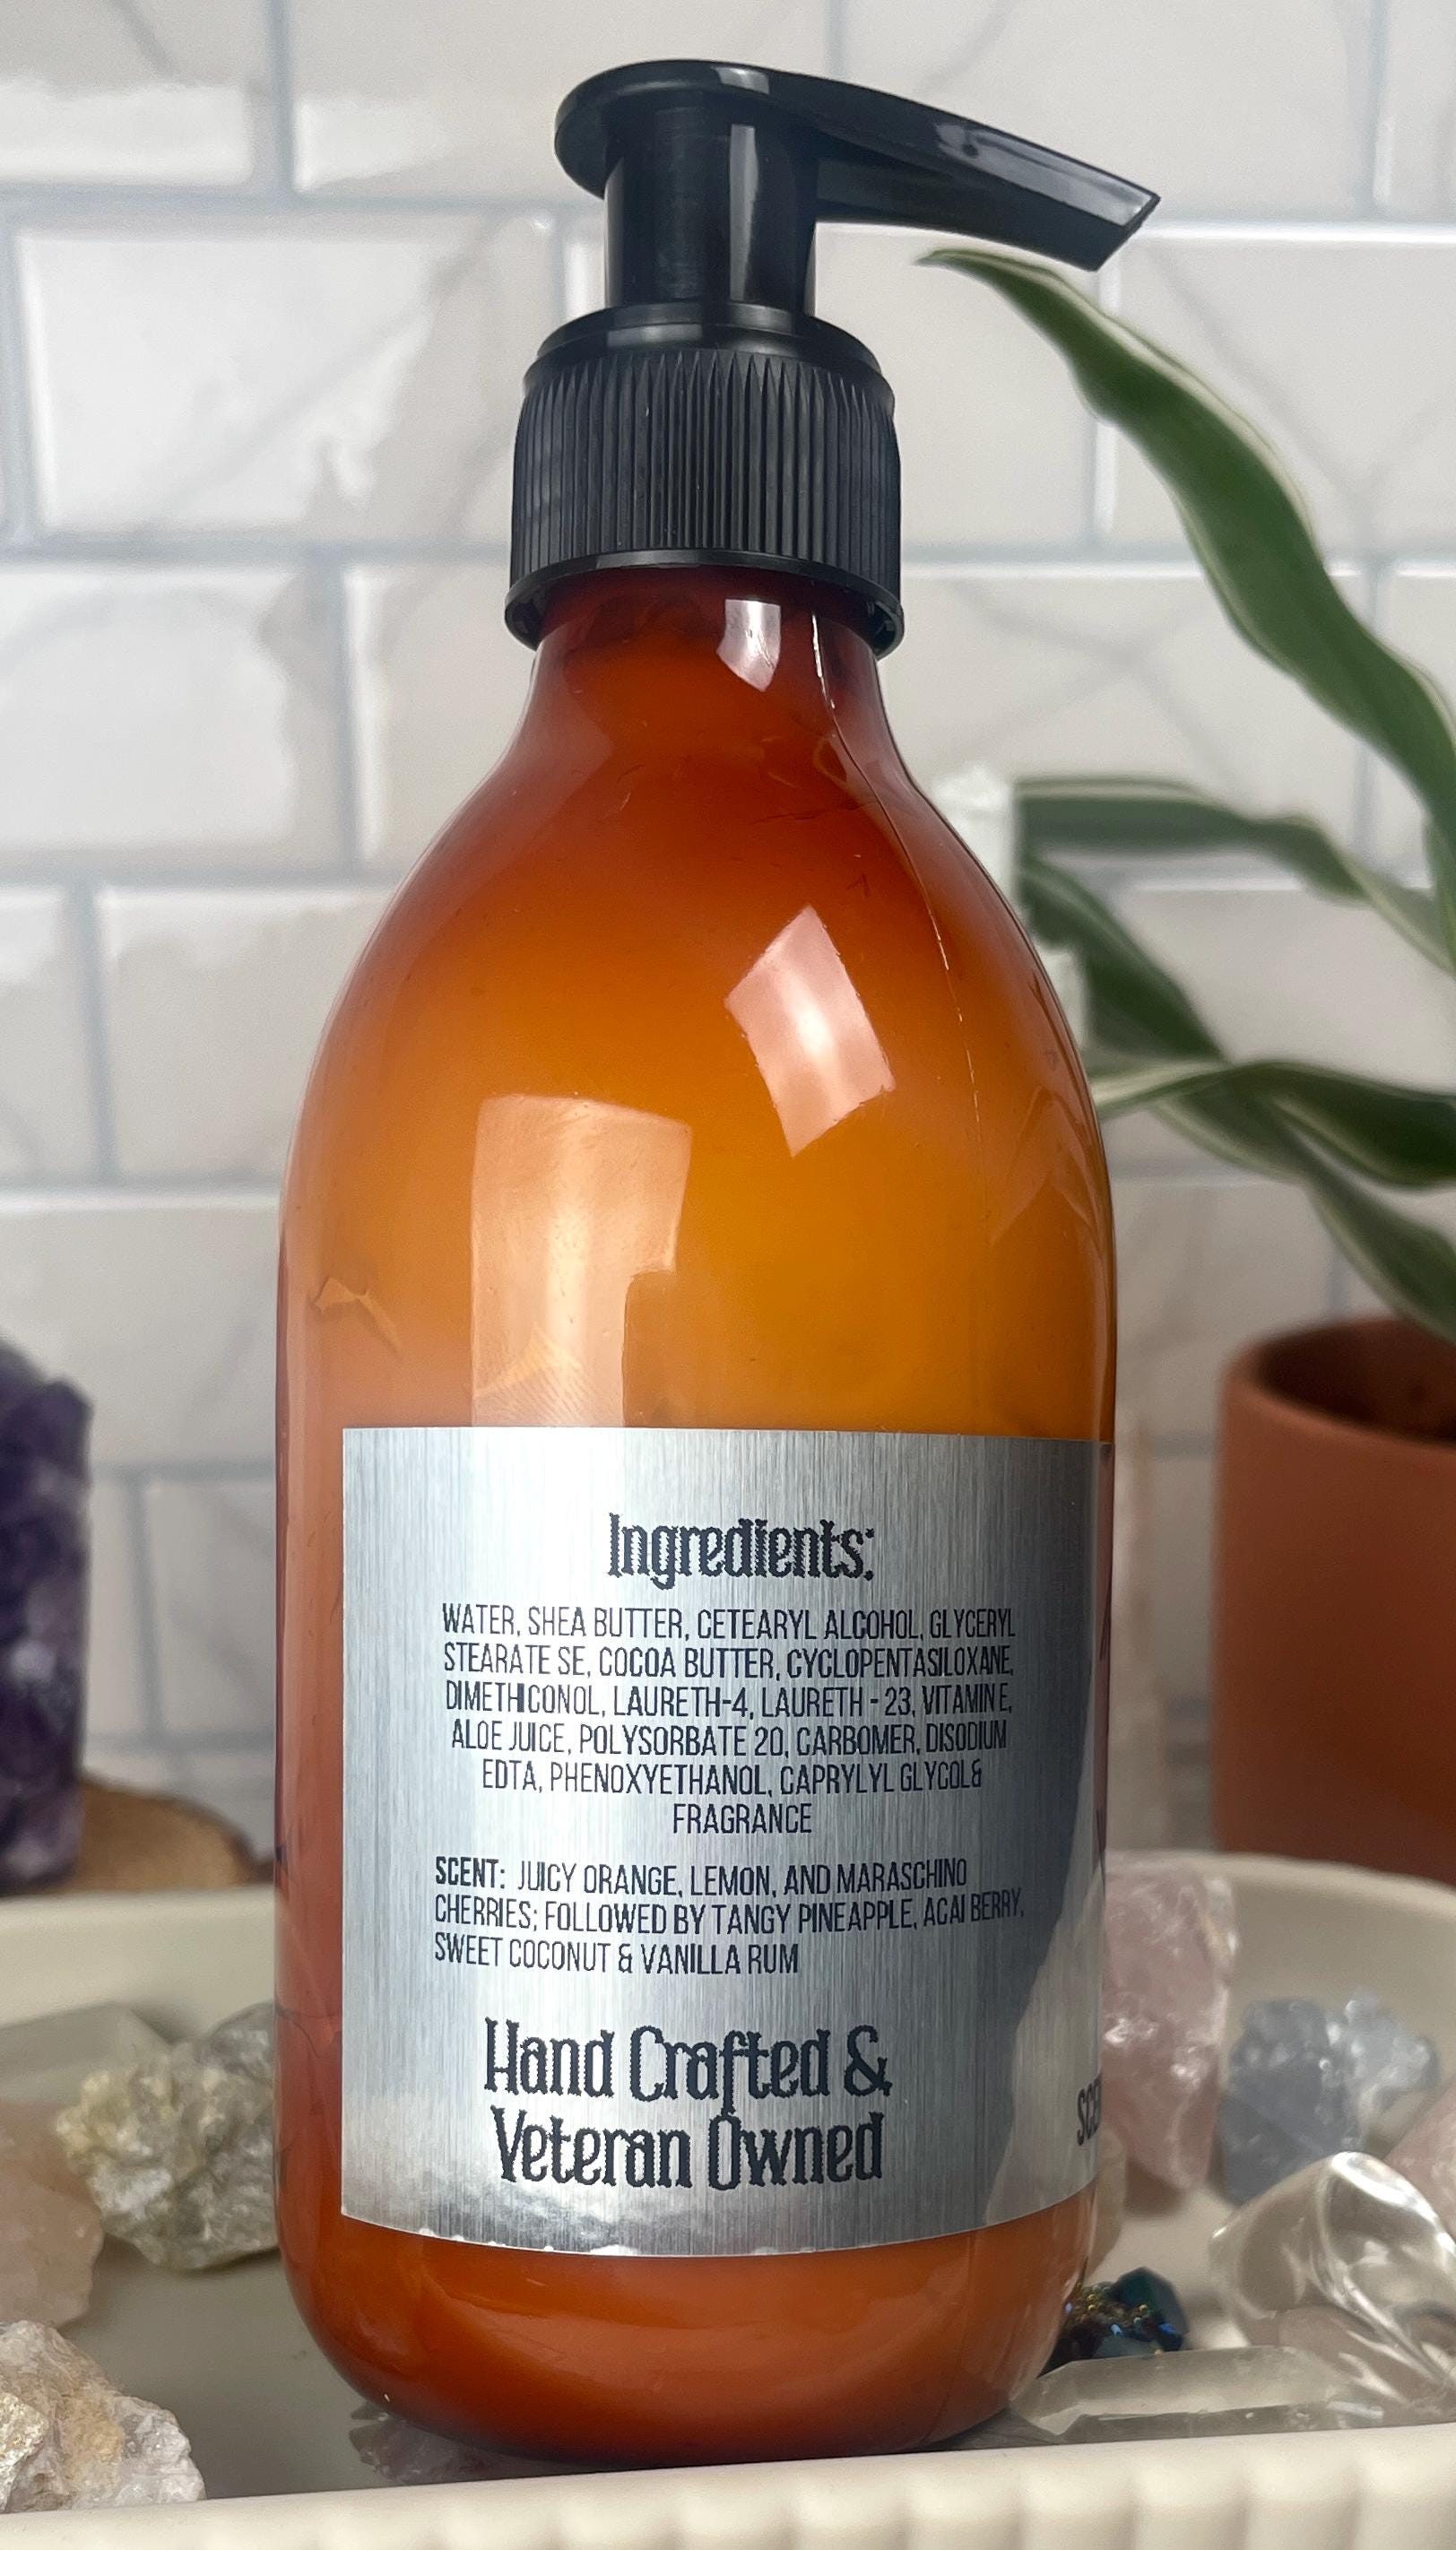 Ingredients:
WATER, SHEA BUTTER, CETEARYL ALCOHOL, GLYCERYL
STEARATE SE, COCOA BUTTER, CYCLOPENTASILOXANE,
DIMETHICONOL, LAURETH-4, LAURETH - 23, VITAMIN E,
ALOE JUICE, POLYSORBATE 20, CARBOMER, DISODIUM
EDTA, PHENOXYETHANOL, CAPRYLYL GLYCOL&
FRAGRANCE
SCENT: JUICY ORANGE, LEMON, AND MARASCHINO
CHERRIES; FOLLOWED BY TANGY PINEAPPLE, ACAI BERRY,
SWEET COCONUT & VANILLA RUM
Hand Crafted &
Veteran Owned